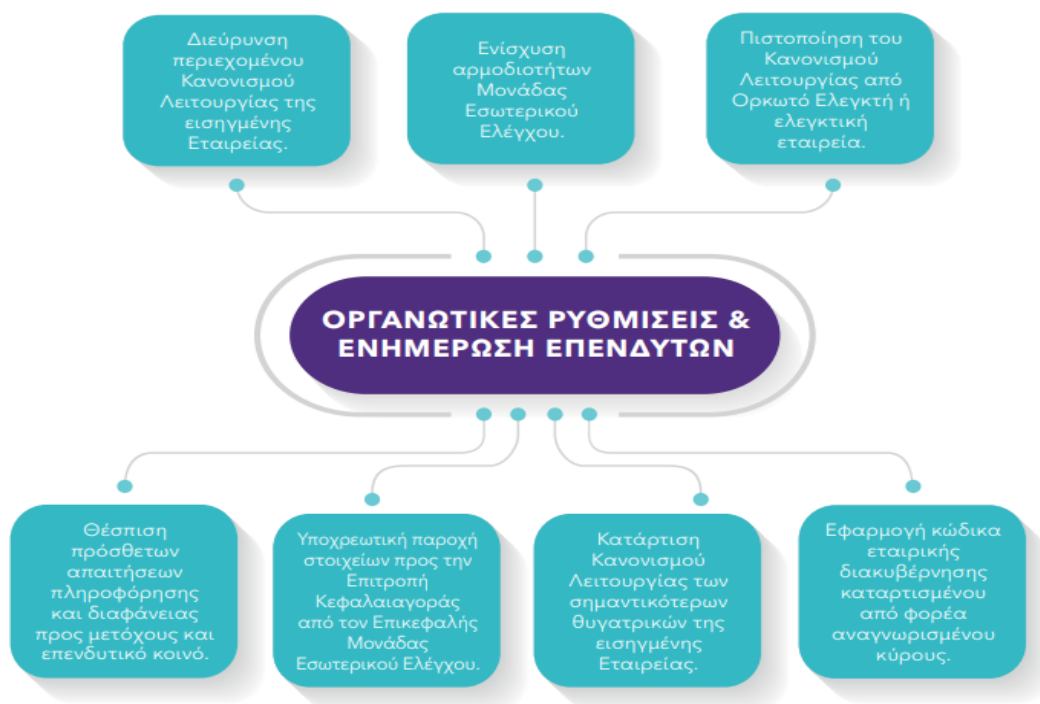 Διεύρυνση
περιεχομένου
Κανονισμού
Λειτουργίας της
εισηγμένης
Εταιρείας.
Ενίσχυση
αρμοδιοτήτων
Μονάδας
Εσωτερικού
Ελέγχου.
Πιστοποίηση του
Κανονισμού
Λειτουργίας από
Ορκωτό Ελεγκτή ή
ελεγκτική
εταιρεία.
ΟΡΓΑΝΩΤΙΚΕΣ ΡΥΘΜΙΣΕΙΣ &
ΕΝΗΜΕΡΩΣΗ ΕΠΕΝΔΥΤΩΝ
Θέσπιση
πρόσθετων
απαιτήσεων
πληροφόρησης
και διαφάνειας
προς μετόχους και
επενδυτικό κοινό.
Υποχρεωτική παροχή
στοιχείων προς την
Επιτροπή
Κεφαλαιαγοράς
από τον Επικεφαλής
Μονάδας
Εσωτερικού Ελέγχου.
Κατάρτιση
Κανονισμού
Λειτουργίας των
σημαντικότερων
θυγατρικών της
εισηγμένης
Εταιρείας.
Εφαρμογή κώδικα
εταιρικής
διακυβέρνησης
καταρτισμένου
από φορέα
αναγνωρισμένου
κύρους.